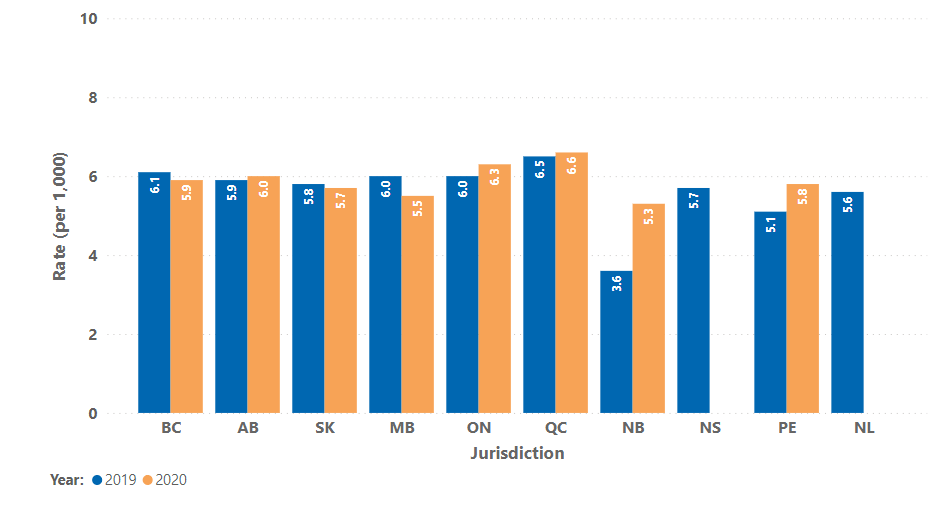 10
8
6
4
2
0
Rate (per 1,000)
6.1 5.9 5.9 6.0 5.8 5.7 6.0 5.5 6.0 6.3 6.5 6.6 3.6 5.3 5.7 5.1 5.8 5.6
BC AB SK MB ON QC NB NS PE NL
Jurisdiction
Year: 2019 2020